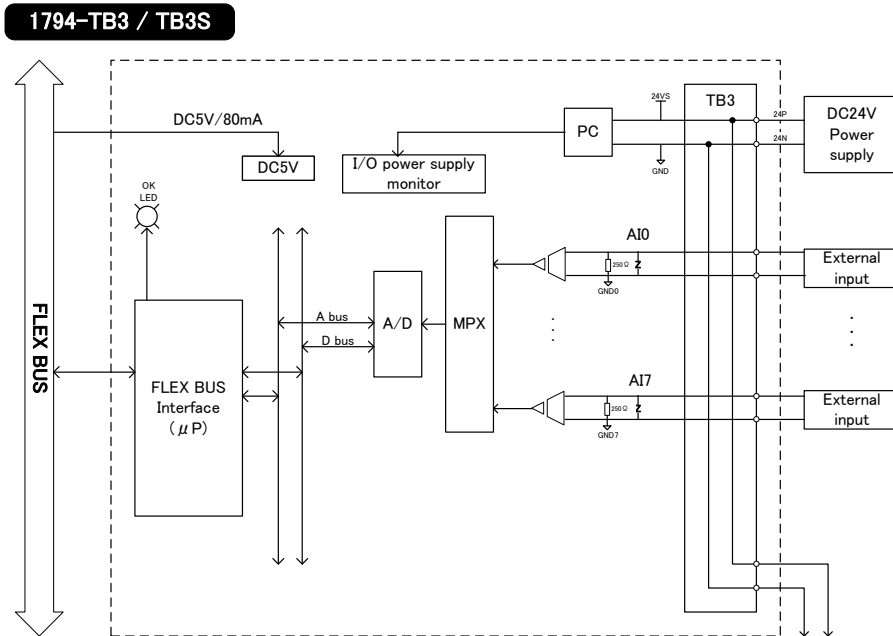 1794-TB3 / TB3S
DC5V/80mA
DC5V
PC
24VS
GND
TB3
24P
24N
DC24V
Power
supply
I/O power supply
monitor
OK
LED
FLEX BUS
FLEX BUS
Interface
(μP)
A bus
D bus
A/D
MPX
AI0
250Ω
Z
GND0
External
input
AI7
250Ω
Z
GND7
External
input